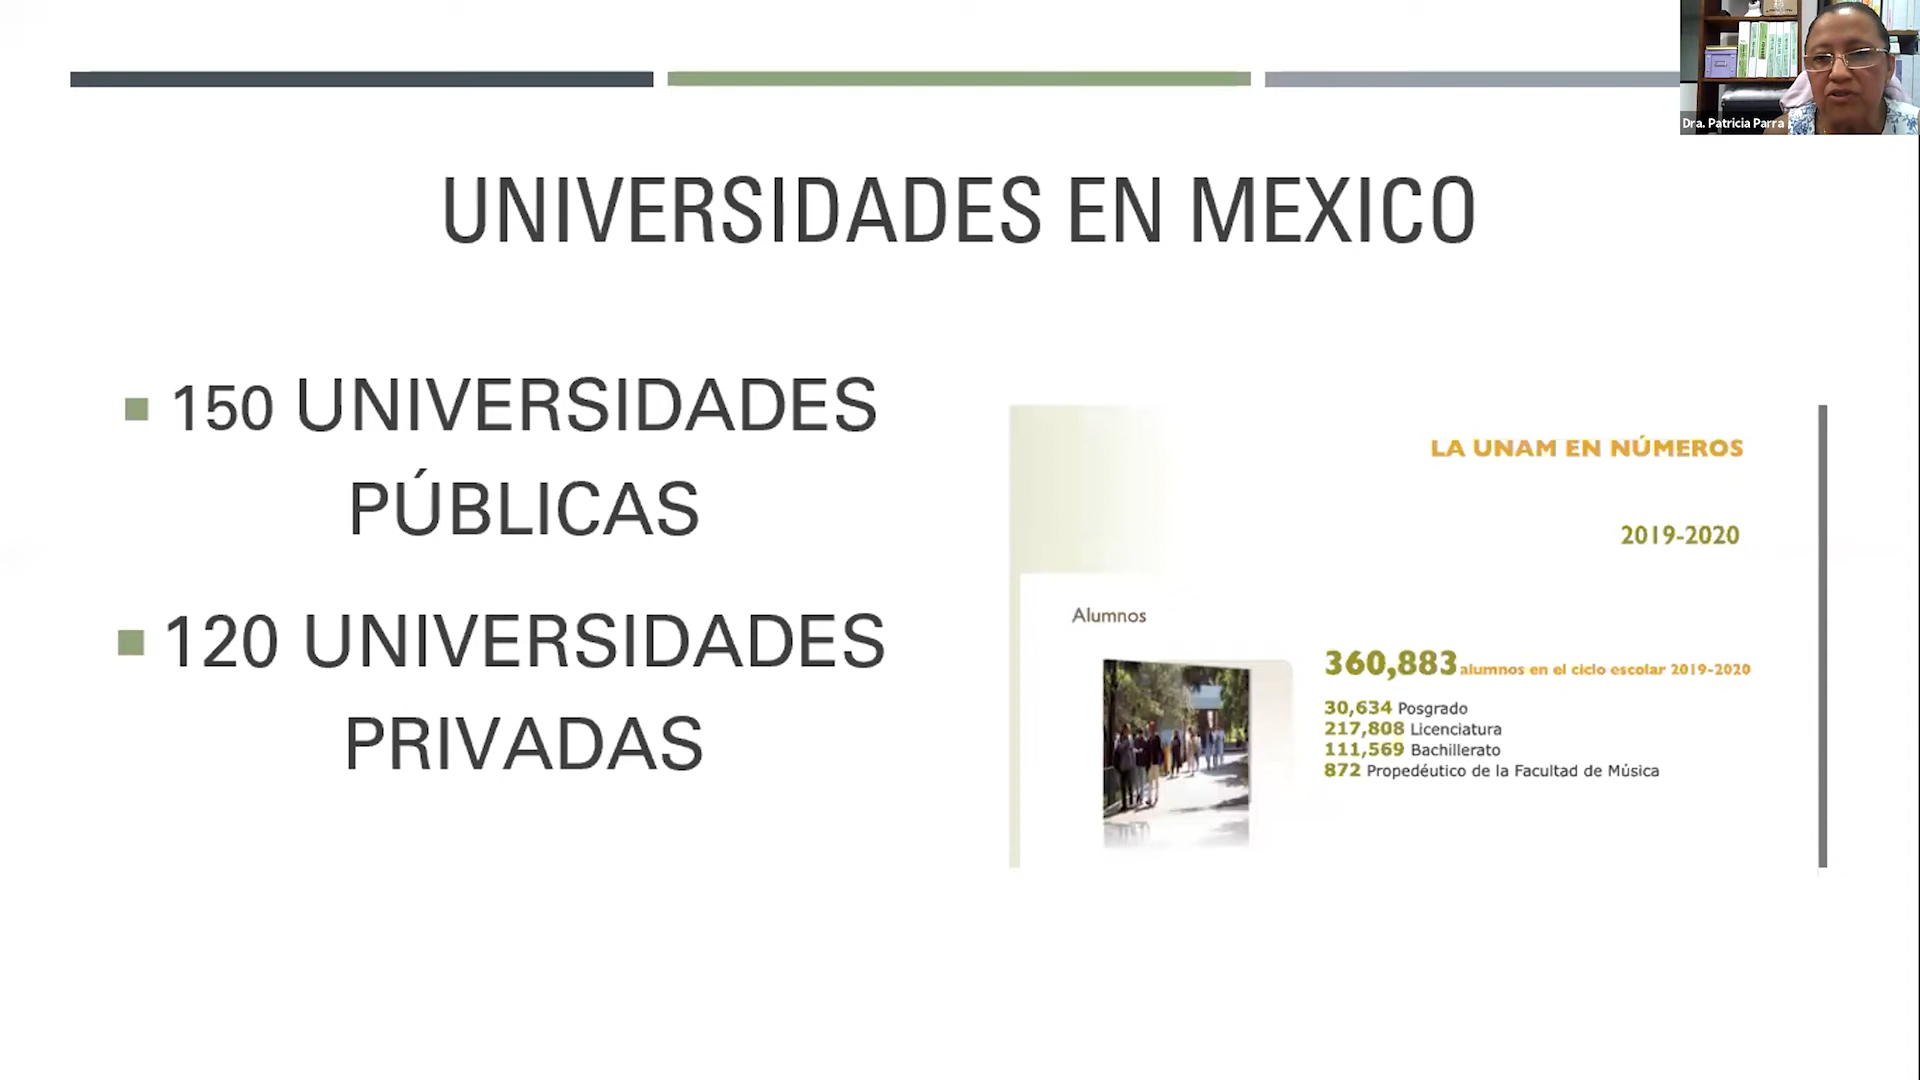 Dra. Patricia Parra
UNIVERSIDADES EN MEXICO
150 UNIVERSIDADES
PÚBLICAS
120 UNIVERSIDADES
PRIVADAS
LA UNAM EN NÚMEROS
2019-2020
Alumnos
360,883 alumnos en el ciclo escolar 2019-2020
30,634 Posgrado
217,808 Licenciatura
111,569 Bachillerato
872 Propedéutico de la Facultad de Música